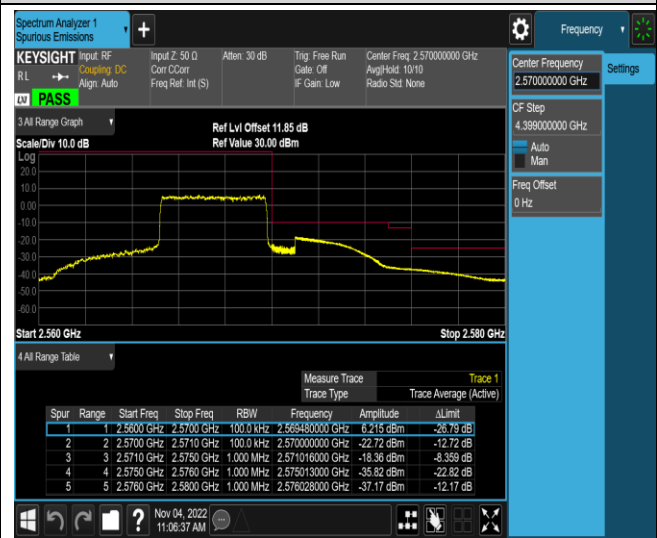 Spectrum Analyzer 1
Spurious Emissions
Frequency
KEYSIGHT
Input: RF
Input Z: 50 Ω
Atten: 30 dB
Trig: Free Run
Center Freq: 2.570000000 GHz
R L
Coupling: DC
Corr CCorr
Gate: Off
Avg|Hold: 10/10
Align: Auto
Freq Ref: Int (S)
IF Gain: Low
Radio Std: None
PASS
Center Frequency
2.570000000 GHz
Settings
CF Step
4.399000000 GHz
Auto
Man
Freq Offset
0 Hz
3 All Range Graph
Ref Lvl Offset 11.85 dB
Scale/Div 10.0 dB
Ref Value 30.00 dBm
Log
20.0
10.0
0.00
-10.0
-20.0
-30.0
-40.0
-50.0
-60.0
Start 2.560 GHz
Stop 2.580 GHz
4 All Range Table
Measure Trace Trace 1
Trace Type Trace Average (Active)
Spur Range Start Freq Stop Freq RBW Frequency Amplitude ΔLimit
1 1 2.5600 GHz 2.5700 GHz 100.0 kHz 2.569480000 GHz 6.215 dBm -26.79 dB
2 2 2.5700 GHz 2.5710 GHz 100.0 kHz 2.570000000 GHz -22.72 dBm -12.72 dB
3 3 2.5710 GHz 2.5750 GHz 1.000 MHz 2.571016000 GHz -18.36 dBm -8.359 dB
4 4 2.5750 GHz 2.5760 GHz 1.000 MHz 2.575013000 GHz -35.82 dBm -22.82 dB
5 5 2.5760 GHz 2.5800 GHz 1.000 MHz 2.576028000 GHz -37.17 dBm -12.17 dB
?
Nov 04, 2022
11:06:37 AM